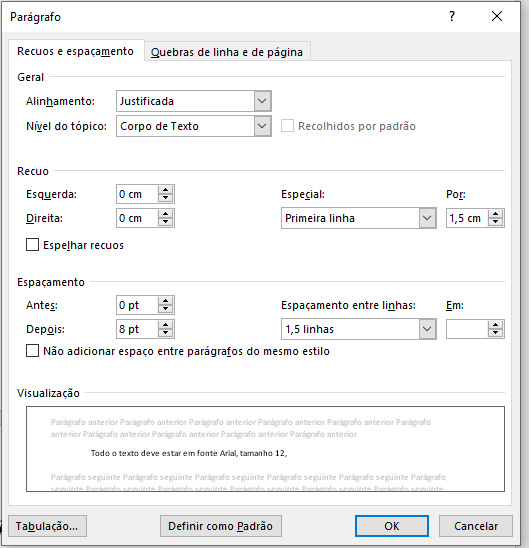 Parágrafo ? ×
Recuos e espaçamento Quebras de linha e de página
Geral
Alinhamento: Justificada
Nível do tópico: Corpo de Texto Recolhidos por padrão
Recuo
Esquerda: 0 cm Especial: Por:
Direita: 0 cm Primeira linha 1,5 cm
Espelhar recuos
Espaçamento
Antes: 0 pt Espaçamento entre linhas: Em:
Depois: 8 pt 1,5 linhas
Não adicionar espaço entre parágrafos do mesmo estilo
Visualização
Parágrafo anterior Parágrafo anterior Parágrafo anterior Parágrafo anterior Parágrafo anterior Parágrafo
anterior Parágrafo anterior Parágrafo anterior Parágrafo anterior Parágrafo anterior
Todo o texto deve estar em fonte Arial, tamanho 12,
Parágrafo seguinte Parágrafo seguinte Parágrafo seguinte Parágrafo seguinte Parágrafo seguinte Parágrafo
seguinte Parágrafo seguinte Parágrafo seguinte Parágrafo seguinte Parágrafo seguinte Parágrafo seguinte
Tabulação... Definir como Padrão OK Cancelar